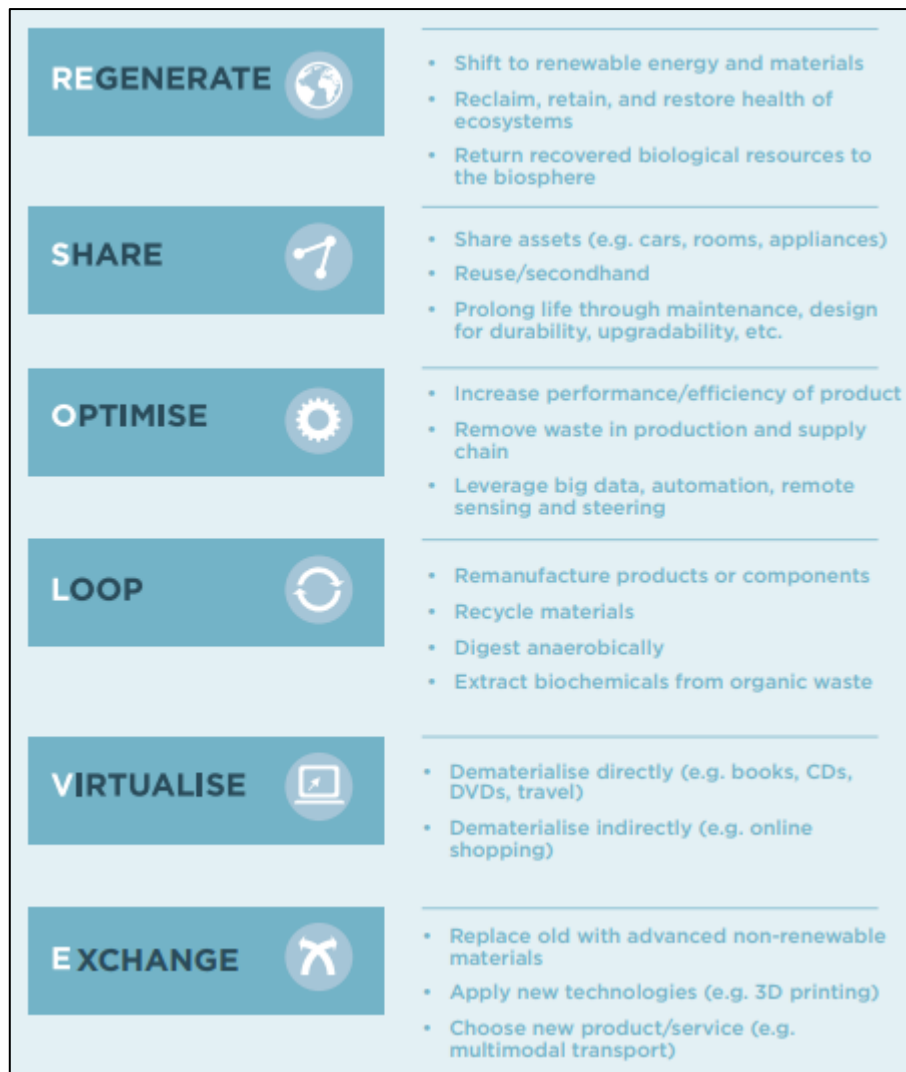 REGENERATE
• Shift to renewable energy and materials
• Reclaim, retain, and restore health of
ecosystems
• Return recovered biological resources to
the biosphere
SHARE
• Share assets (e.g. cars, rooms, appliances)
• Reuse/secondhand
• Prolong life through maintenance, design
for durability, upgradability, etc.
OPTIMISE
• Increase performance/efficiency of product
• Remove waste in production and supply
chain
• Leverage big data, automation, remote
sensing and steering
LOOP
• Remanufacture products or components
• Recycle materials
• Digest anaerobically
• Extract biochemicals from organic waste
VIRTUALISE
• Dematerialise directly (e.g. books, CDs,
DVDs, travel)
• Dematerialise indirectly (e.g. online
shopping)
EXCHANGE
• Replace old with advanced non-renewable
materials
• Apply new technologies (e.g. 3D printing)
• Choose new product/service (e.g.
multimodal transport)